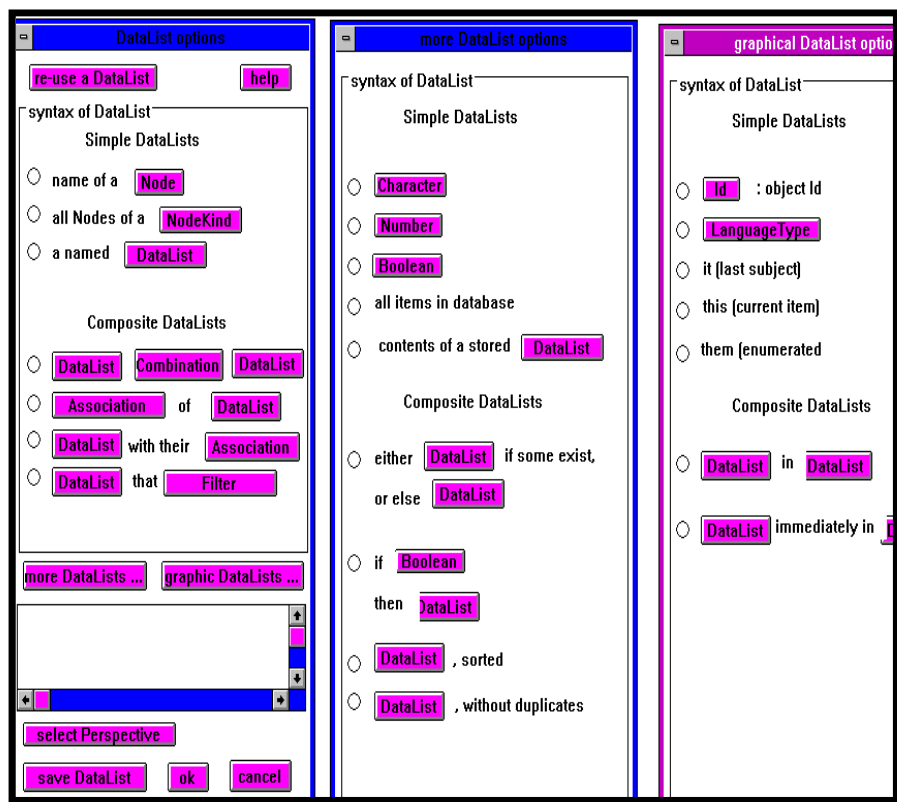 DataList options
re-use a DataList help
syntax of DataList
Simple DataLists
name of a Node
all Nodes of a NodeKind
a named DataList
Composite DataLists
DataList Combination DataList
Association of DataList
DataList with their Association
DataList that Filter
more DataLists ... graphic DataLists ...
select Perspective
save DataList ok cancel
more DataList options
syntax of DataList
Simple DataLists
Character
Number
Boolean
all items in database
contents of a stored DataList
Composite DataLists
either DataList if some exist,
or else DataList
if Boolean
then DataList
DataList , sorted
DataList , without duplicates
graphical DataList optio
syntax of DataList
Simple DataLists
Id : object Id
LanguageType
it (last subject)
this (current item)
them (enumerated
Composite DataLists
DataList in DataList
DataList immediately in